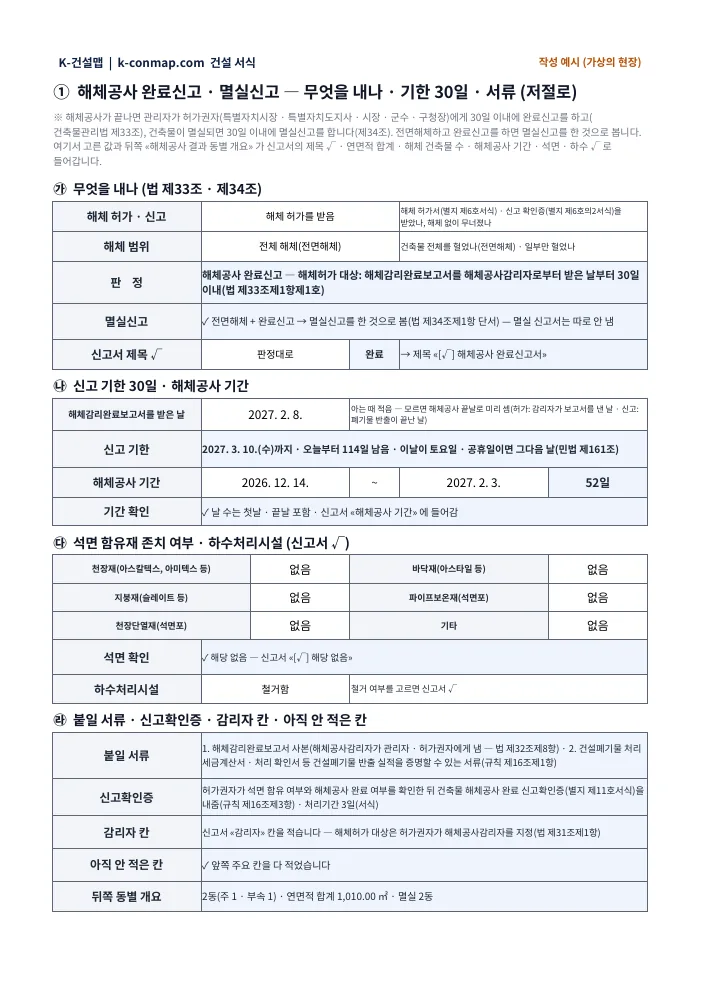 K-건설맵 | k-conmap.com 건설 서식
작성 예시 (가상의 현장)
① 해체공사 완료신고 · 멸실신고 — 무엇을 내나 · 기한 30일 · 서류 (저절로)
※ 해체공사가 끝나면 관리자가 허가권자(특별자치시장 · 특별자치도지사 · 시장 · 군수 · 구청장)에게 30일 이내에 완료신고를 하고(
건축물관리법 제33조), 건축물이 멸실되면 30일 이내에 멸실신고를 합니다(제34조). 전면해체하고 완료신고를 하면 멸실신고를 한 것으로 봅니다.
여기서 고른 값과 뒤쪽 «해체공사 결과 동별 개요» 가 신고서의 제목 √ · 연면적 합계 · 해체 건축물 수 · 해체공사 기간 · 석면 · 하수 √ 로
들어갑니다.
㉮ 무엇을 내나 (법 제33조 · 제34조)
해체 허가 · 신고
해체 허가를 받음
해체 허가서(별지 제6호서식) · 신고 확인증(별지 제6호의2서식)을
받았나, 해체 없이 무너졌나
해체 범위
전체 해체(전면해체)
건축물 전체를 헐었나(전면해체) · 일부만 헐었나
판 정
해체공사 완료신고 — 해체허가 대상: 해체감리완료보고서를 해체공사감리자로부터 받은 날부터 30일
이내(법 제33조제1항제1호)
멸실신고
✓ 전면해체 + 완료신고 → 멸실신고를 한 것으로 봄(법 제34조제1항 단서) — 멸실 신고서는 따로 안 냄
신고서 제목 √
판정대로
완료
→ 제목 «[√] 해체공사 완료신고서»
㉯ 신고 기한 30일 · 해체공사 기간
해체감리완료보고서를 받은 날
2027. 2. 8.
아는 때 적음 — 모르면 해체공사 끝날로 미리 셈(허가: 감리자가 보고서를 낸 날 · 신고:
폐기물 반출이 끝난 날)
신고 기한
2027. 3. 10.(수)까지 · 오늘부터 114일 남음 · 이날이 토요일 · 공휴일이면 그다음 날(민법 제161조)
해체공사 기간
2026. 12. 14.
~
2027. 2. 3.
52일
기간 확인
✓ 날 수는 첫날 · 끝날 포함 · 신고서 «해체공사 기간» 에 들어감
㉰ 석면 함유재 존치 여부 · 하수처리시설 (신고서 √)
천장재(아스칼텍스, 아미텍스 등)
없음
바닥재(아스타일 등)
없음
지붕재(슬레이트 등)
없음
파이프보온재(석면포)
없음
천장단열재(석면포)
없음
기타
없음
석면 확인
✓ 해당 없음 — 신고서 «[√] 해당 없음»
하수처리시설
철거함
철거 여부를 고르면 신고서 √
㉱ 붙일 서류 · 신고확인증 · 감리자 칸 · 아직 안 적은 칸
붙일 서류
1. 해체감리완료보고서 사본(해체공사감리자가 관리자 · 허가권자에게 냄 — 법 제32조제8항) · 2. 건설폐기물 처리
세금계산서 · 처리 확인서 등 건설폐기물 반출 실적을 증명할 수 있는 서류(규칙 제16조제1항)
신고확인증
허가권자가 석면 함유 여부와 해체공사 완료 여부를 확인한 뒤 건축물 해체공사 완료 신고확인증(별지 제11호서식)을
내줌(규칙 제16조제3항) · 처리기간 3일(서식)
감리자 칸
신고서 «감리자» 칸을 적습니다 — 해체허가 대상은 허가권자가 해체공사감리자를 지정(법 제31조제1항)
아직 안 적은 칸
✓ 앞쪽 주요 칸을 다 적었습니다
뒤쪽 동별 개요
2동(주 1 · 부속 1) · 연면적 합계 1,010.00 ㎡ · 멸실 2동